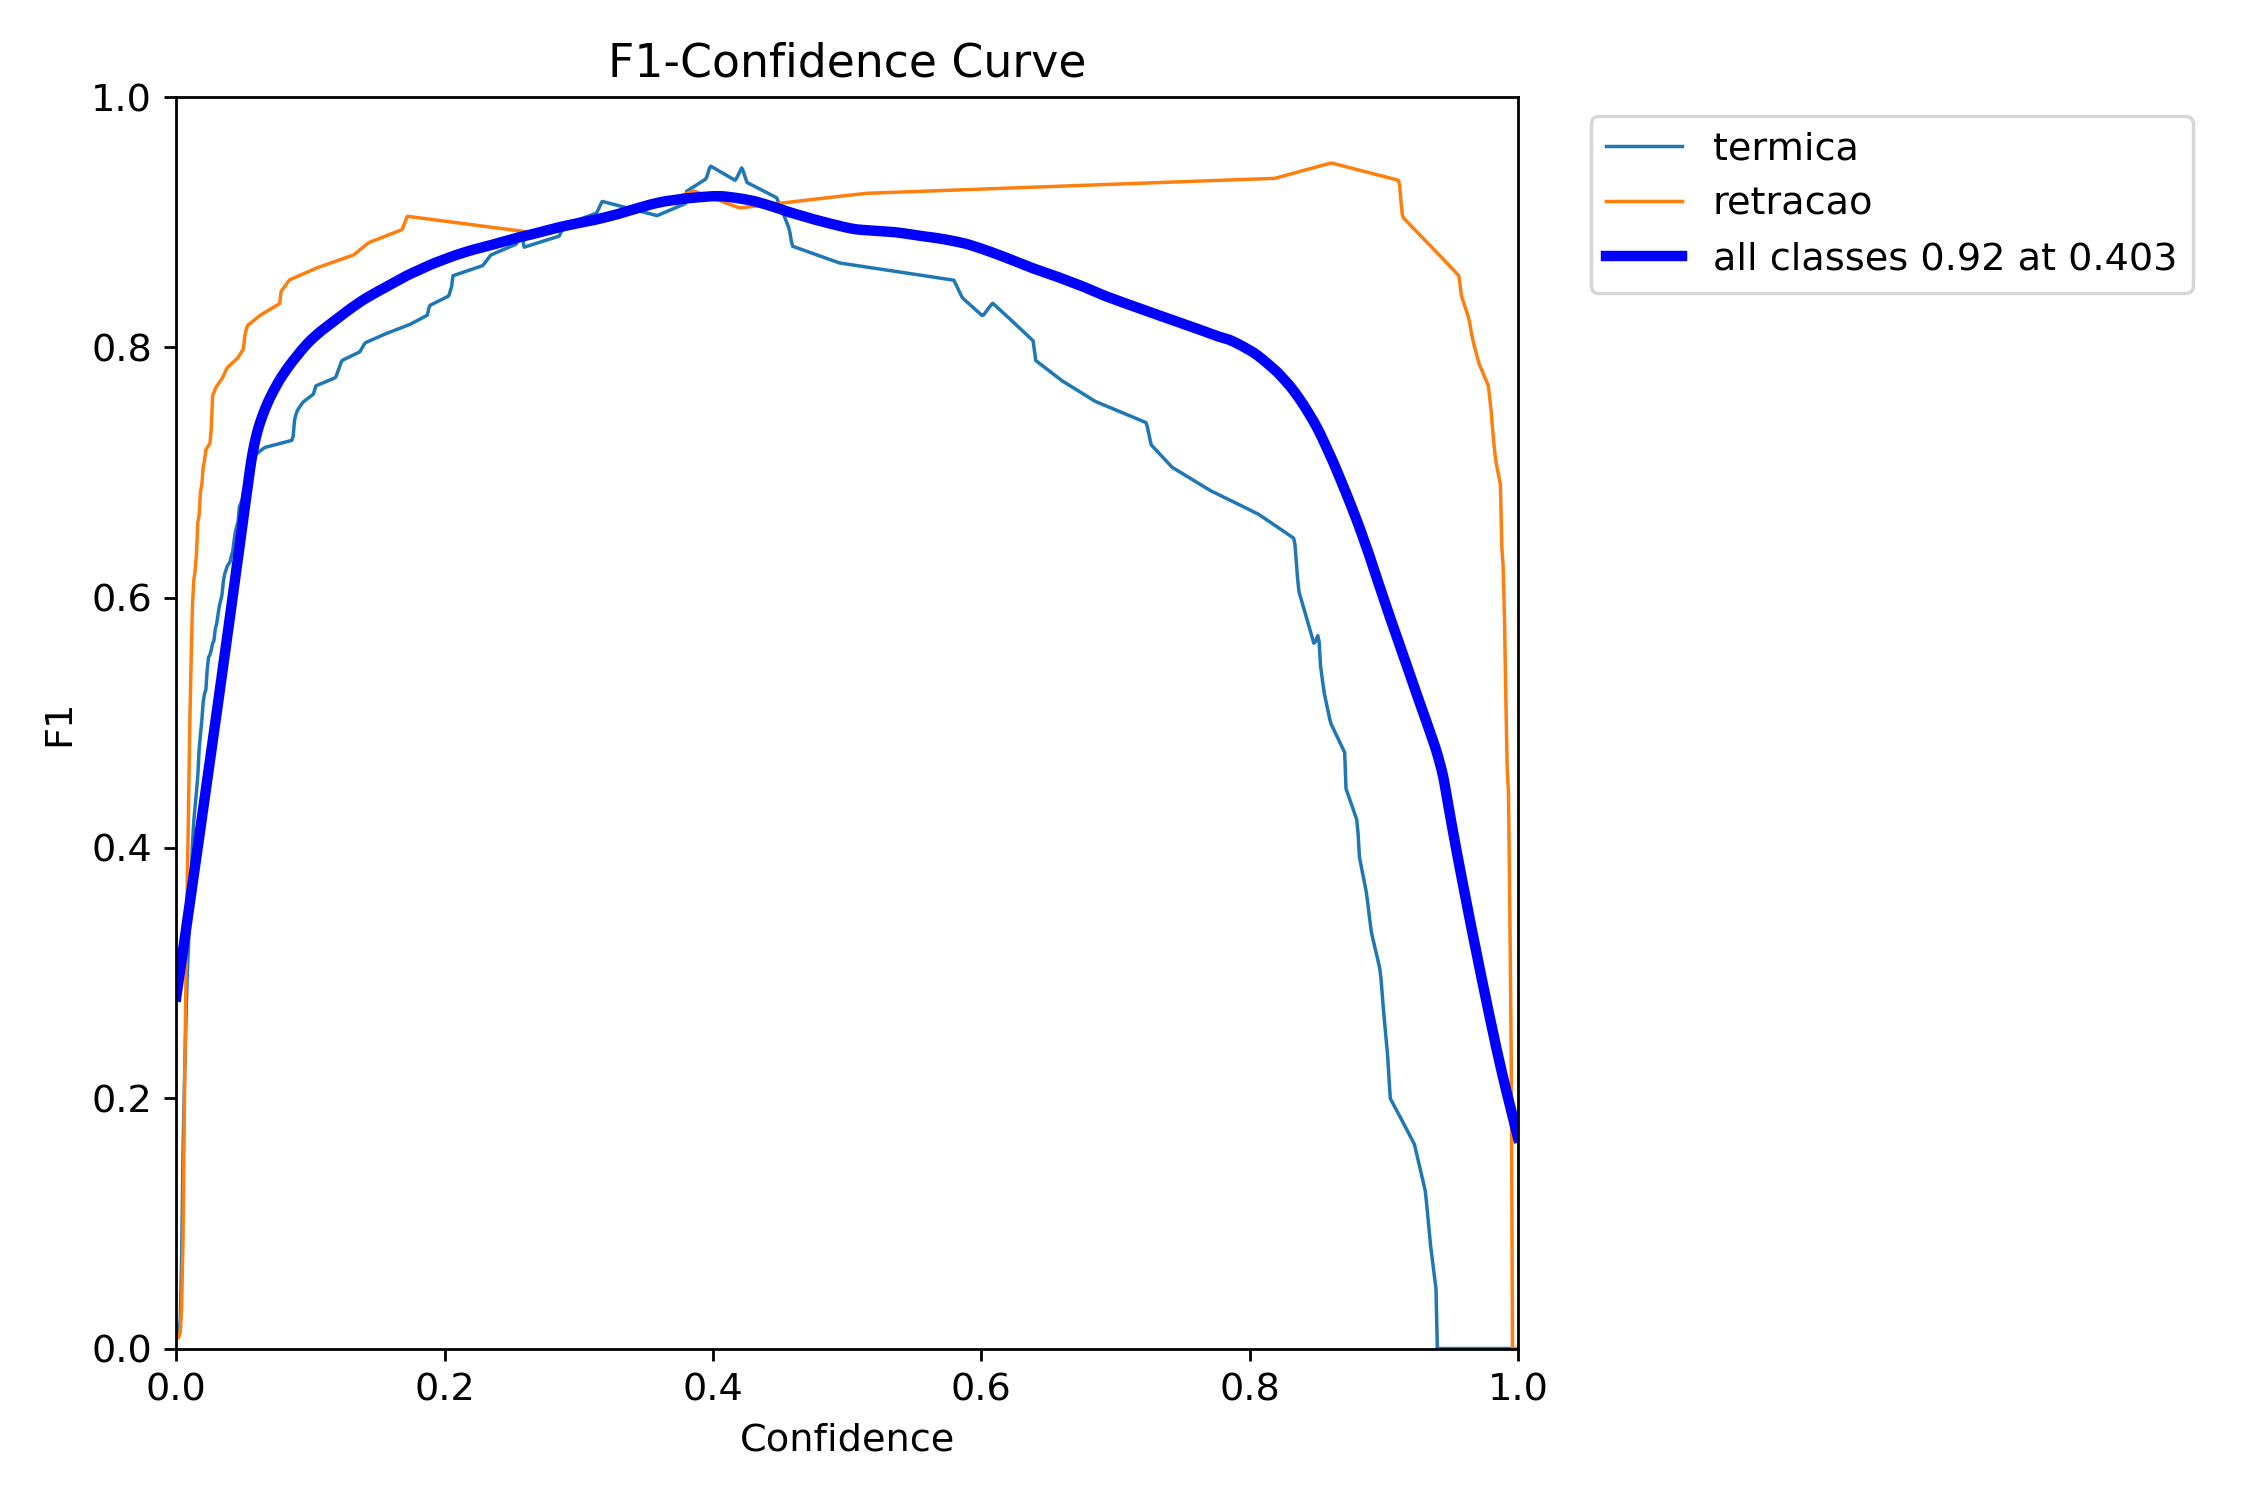 F1-Confidence Curve
termica
retracao
all classes 0.92 at 0.403
F1
1.0
0.8
0.6
0.4
0.2
0.0
0.0 0.2 0.4 0.6 0.8 1.0
Confidence